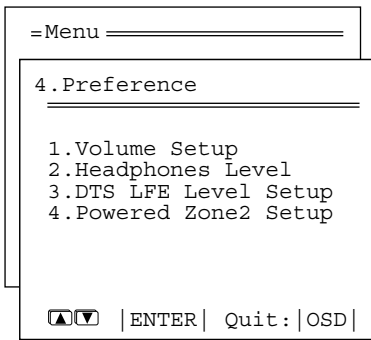 =Menu
4.Preference
1.Volume Setup
2.Headphones Level
3.DTS LFE Level Setup
4.Powered Zone2 Setup
▲▼ |ENTER| Quit:|OSD|